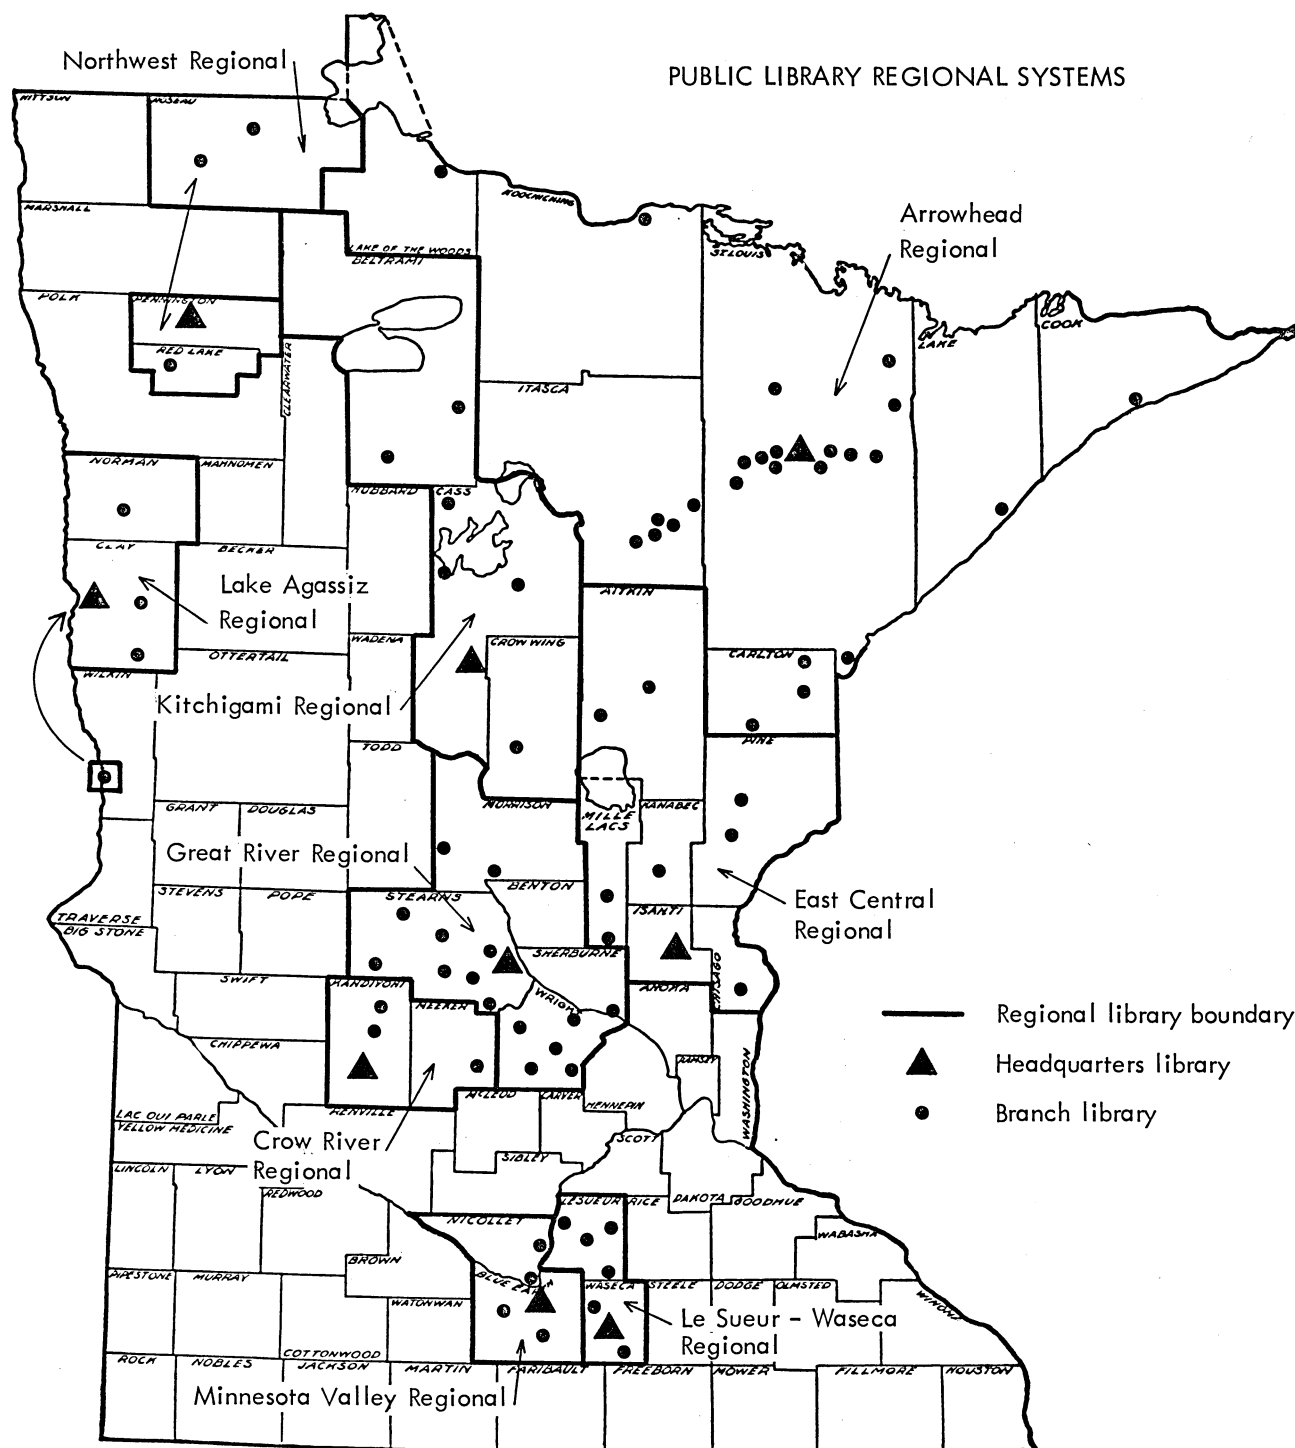 PUBLIC LIBRARY REGIONAL SYSTEMS
Northwest Regional
KITTSON
ROSEAU
MARSHALL
LAKE OF THE WOODS
BELTRAMI
KOOCHICHING
ST. LOUIS
Arrowhead
Regional
LAKE
COOK
POLK
PENNINGTON
RED LAKE
CLEARWATER
ITASCA
NORMAN
MAHNOMEN
HUBBARD
CASS
CLAY
BECKER
Lake Agassiz
Regional
AITKIN
WADENA
CROW WING
CARLTON
OTTERTAIL
WILKIN
Kitchigami Regional
TODD
PINE
GRANT
DOUGLAS
MORRISON
MILLE
LACS
KANABEC
Great River Regional
STEVENS
POPE
STEARNS
BENTON
ISANTI
East Central
Regional
TRAVERSE
BIG STONE
SHERBURNE
CHISAGO
SWIFT
KANDIYOHI
MEEKER
WRIGHT
ANOKA
Regional library boundary
Headquarters library
Branch library
CHIPPEWA
RAMSEY
WASHINGTON
LAC QUI PARLE
YELLOW MEDICINE
RENVILLE
MCLEOD
CARVER
HENNEPIN
Crow River
Regional
SCOTT
SIBLEY
LINCOLN
LYON
REDWOOD
NICOLLET
LESUEUR
RICE
DAKOTA
GOODHUE
WABASHA
BROWN
PIPESTONE
MURRAY
WATONWAN
BLUE EARTH
WASECA
STEELE
DODGE
OLMSTED
WINONA
Le Sueur - Waseca
Regional
ROCK
NOBLES
COTTONWOOD
JACKSON
MARTIN
FARIBAULT
FREEBORN
MOWER
FILLMORE
HOUSTON
Minnesota Valley Regional